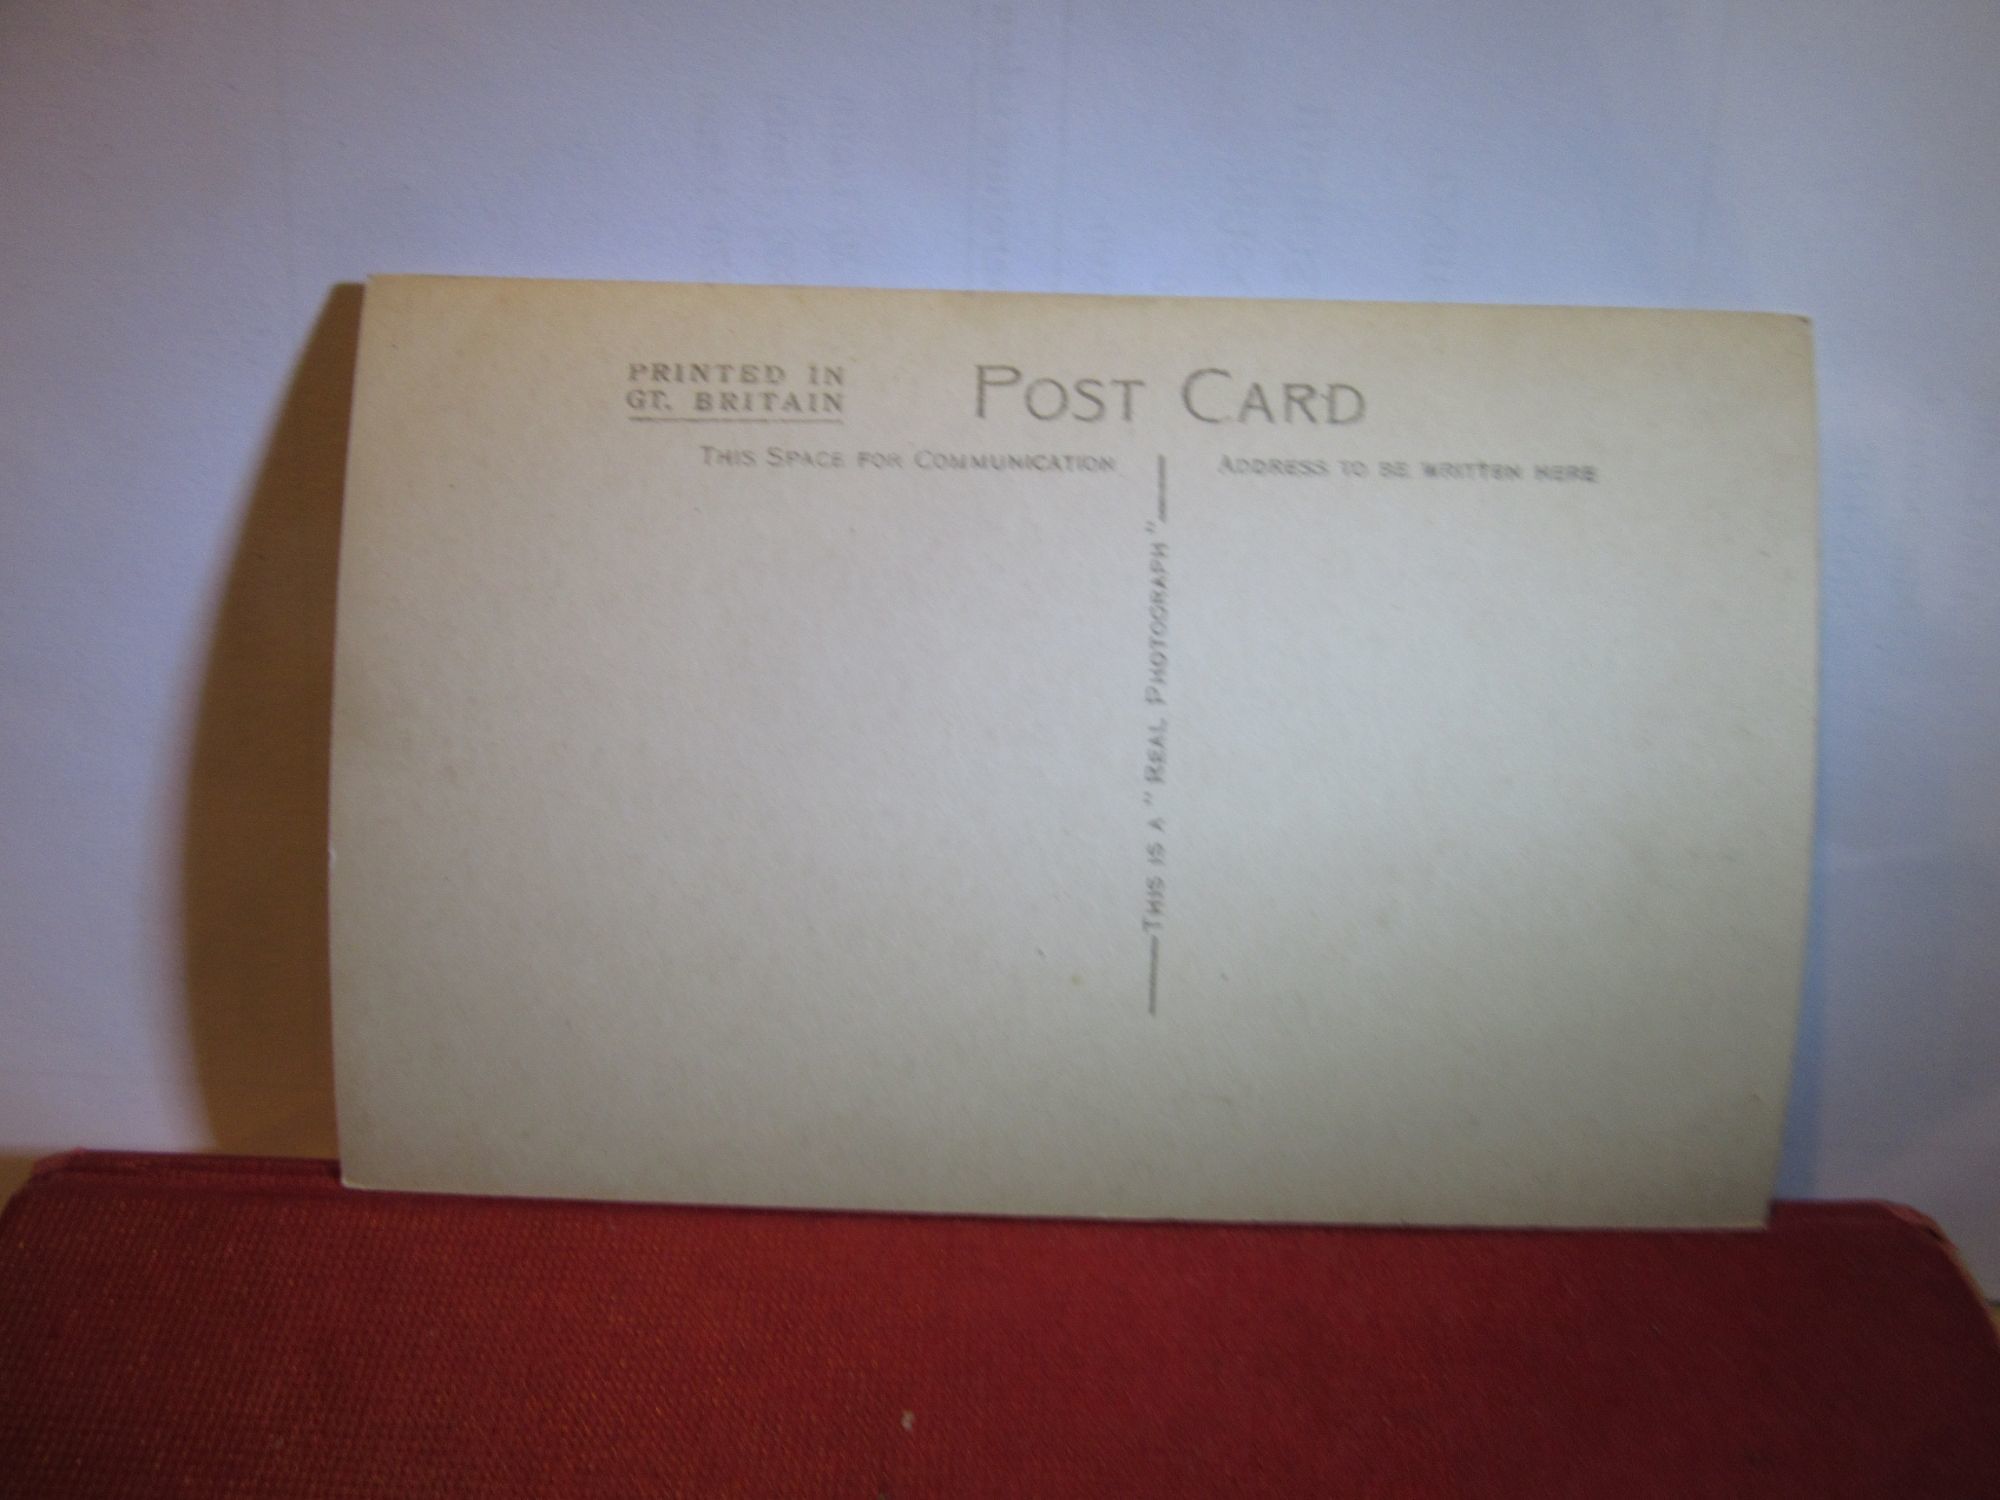 PRINTED IN
GT. BRITAIN
POST CARD
THIS SPACE FOR COMMUNICATION
ADDRESS TO BE WRITTEN HERE
THIS IS A "REAL PHOTOGRAPH"